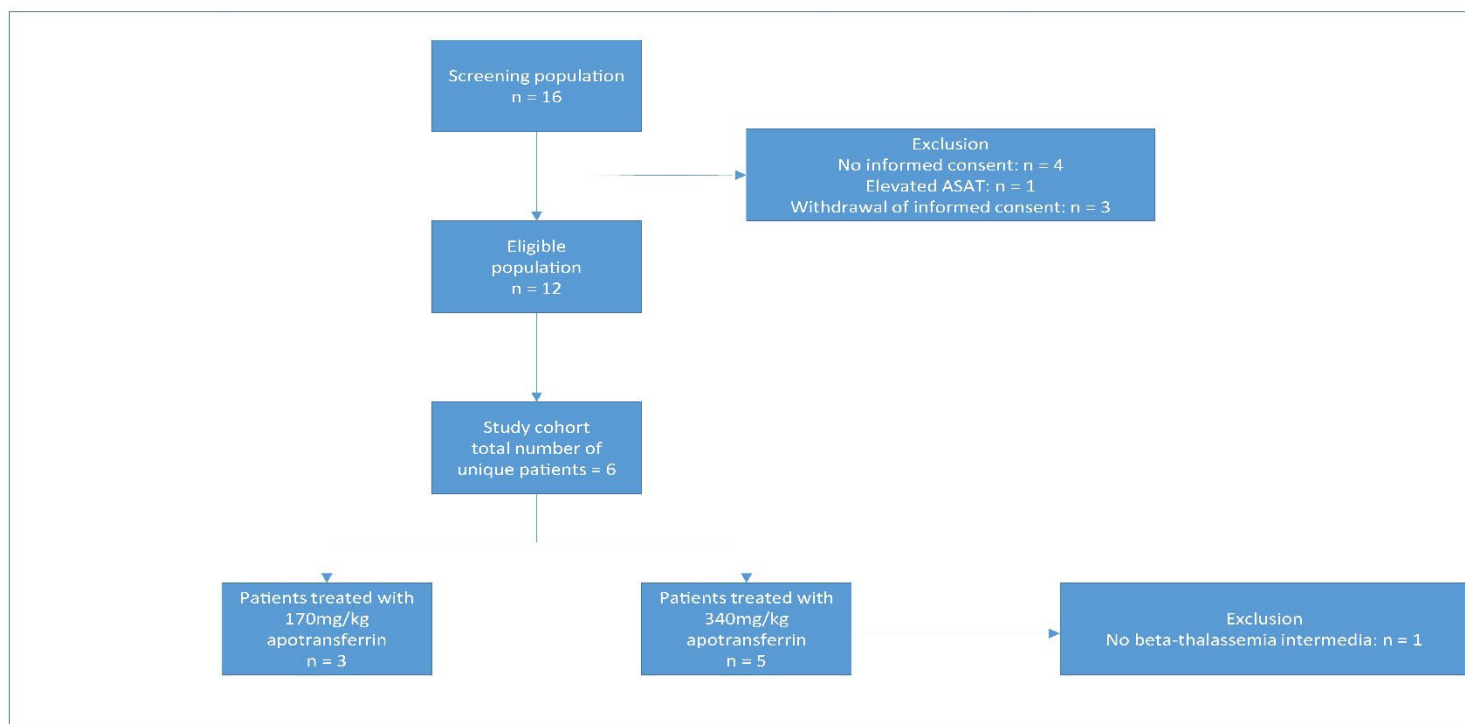 Screening population
n = 16
Exclusion
No informed consent: n = 4
Elevated ASAT: n = 1
Withdrawal of informed consent: n = 3
Eligible
population
n = 12
Study cohort
total number of
unique patients = 6
Patients treated with
170mg/kg
apotransferrin
n = 3
Patients treated with
340mg/kg
apotransferrin
n = 5
Exclusion
No beta-thalassemia intermedia: n = 1